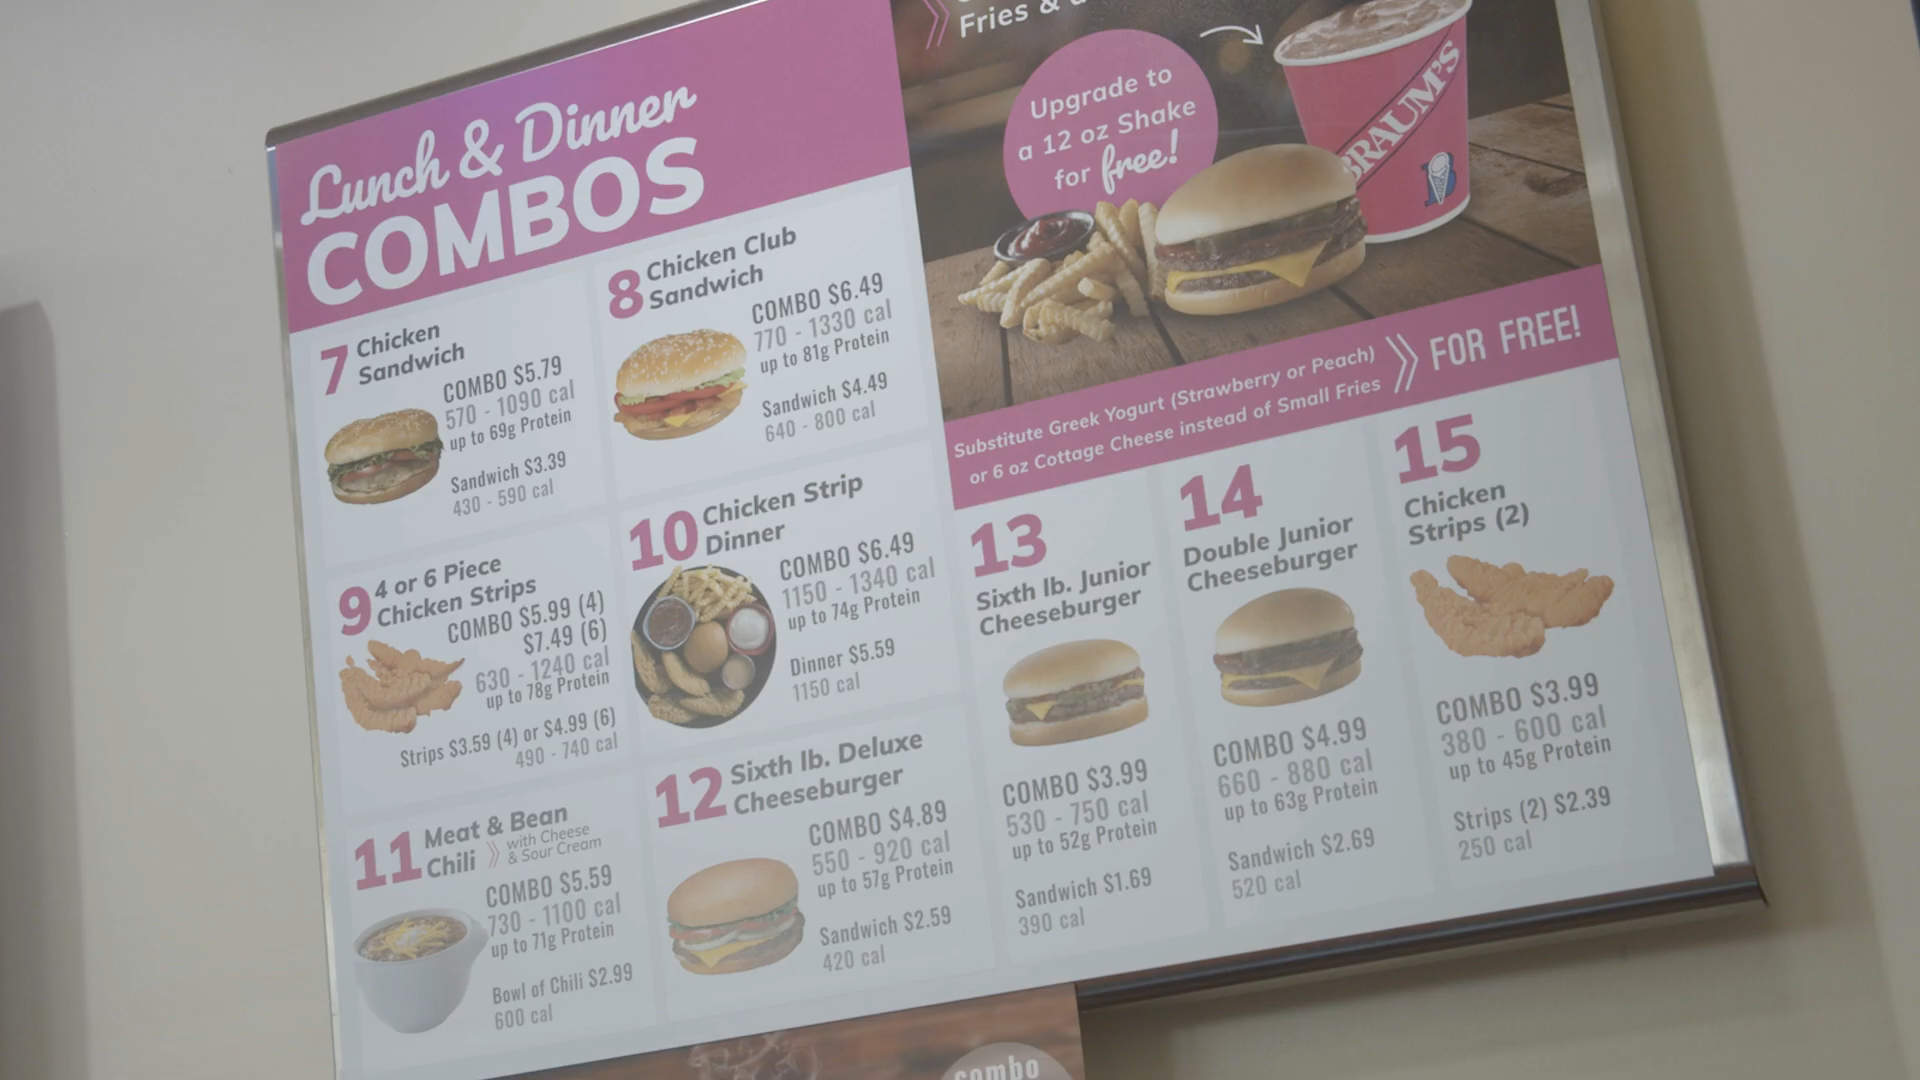 Lunch & Dinner
COMBOS
7 Chicken
Sandwich
COMBO $5.79
570 - 1090 cal
up to 69g Protein
Sandwich $3.39
430 - 590 cal
8 Chicken Club
Sandwich
COMBO $6.49
770 - 1330 cal
up to 81g Protein
Sandwich $4.49
640 - 800 cal
9 4 or 6 Piece
Chicken Strips
COMBO $5.99 (4)
$7.49 (6)
630 - 1240 cal
up to 78g Protein
Strips $3.59 (4) or $4.99 (6)
490 - 740 cal
10 Chicken Strip
Dinner
COMBO $6.49
1150 - 1340 cal
up to 74g Protein
Dinner $5.59
1150 cal
11 Meat & Bean
Chili » with Cheese
& Sour Cream
COMBO $5.59
730 - 1100 cal
up to 71g Protein
Bowl of Chili $2.99
600 cal
12 Sixth lb. Deluxe
Cheeseburger
COMBO $4.89
550 - 920 cal
up to 57g Protein
Sandwich $2.59
420 cal
Fries &
Upgrade to
a 12 oz Shake
for free!
BRAUM'S
B
Substitute Greek Yogurt (Strawberry or Peach)
or 6 oz Cottage Cheese instead of Small Fries
» FOR FREE!
13
Sixth lb. Junior
Cheeseburger
COMBO $3.99
530 - 750 cal
up to 52g Protein
Sandwich $1.69
390 cal
14
Double Junior
Cheeseburger
COMBO $4.99
660 - 880 cal
up to 63g Protein
Sandwich $2.69
520 cal
15
Chicken
Strips (2)
COMBO $3.99
380 - 600 cal
up to 45g Protein
Strips (2) $2.39
250 cal
combo